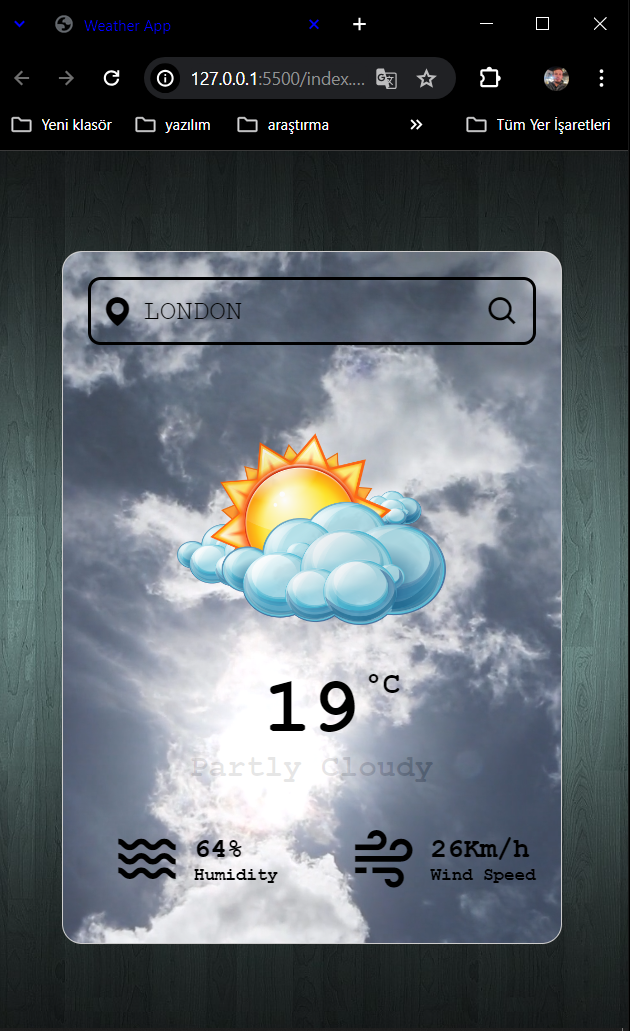 Weather App
127.0.0.1:5500/index....
Yeni klasör
yazılım
araştırma
Tüm Yer İşaretleri
LONDON
19°C
Partly Cloudy
64%
26Km/h
Humidity
Wind Speed